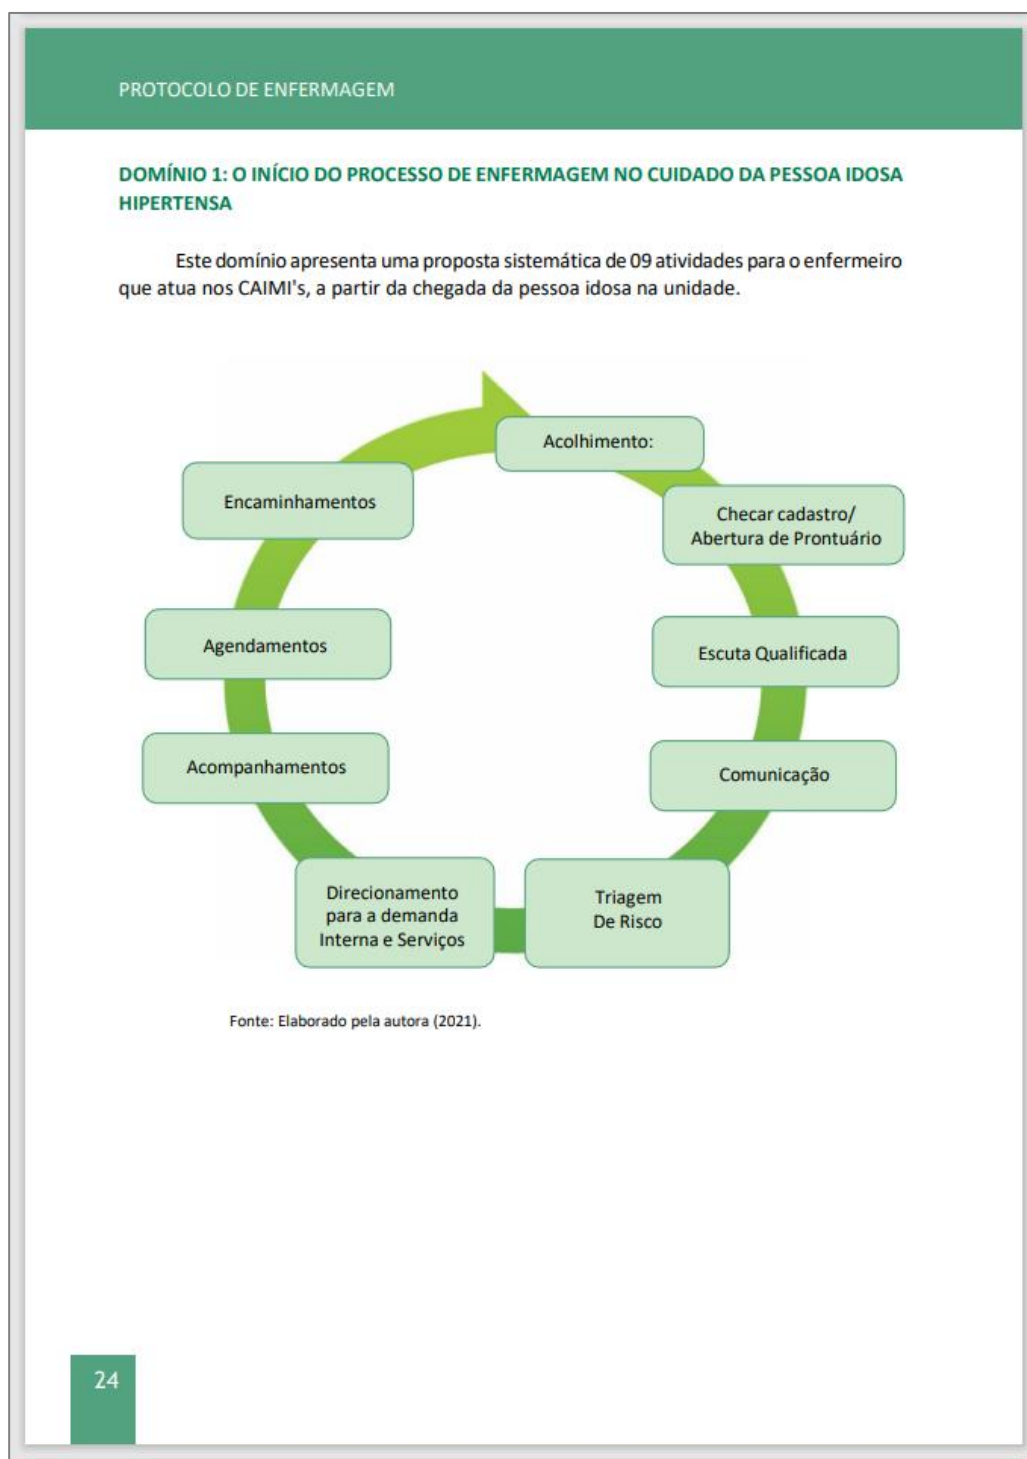 PROTOCOLO DE ENFERMAGEM
DOMÍNIO 1: O INÍCIO DO PROCESSO DE ENFERMAGEM NO CUIDADO DA PESSOA IDOSA
HIPERTENSA
Este domínio apresenta uma proposta sistemática de 09 atividades para o enfermeiro
que atua nos CAIMI's, a partir da chegada da pessoa idosa na unidade.
Acolhimento:
Checar cadastro/
Abertura de Prontuário
Escuta Qualificada
Comunicação
Triagem
De Risco
Direcionamento
para a demanda
Interna e Serviços
Acompanhamentos
Agendamentos
Encaminhamentos
Fonte: Elaborado pela autora (2021).
24